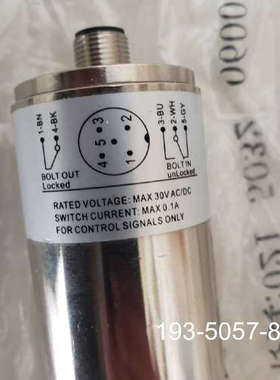 1-BN
4-BK
3
2
5
4
1
3-BU
2-WH
5-GY
BOLT OUT
Locked
BOLT IN
unLocked
RATED VOLTAGE: MAX 30V AC/DC
SWITCH CURRENT: MAX 0.1A
FOR CONTROL SIGNALS ONLY
193-5057-8